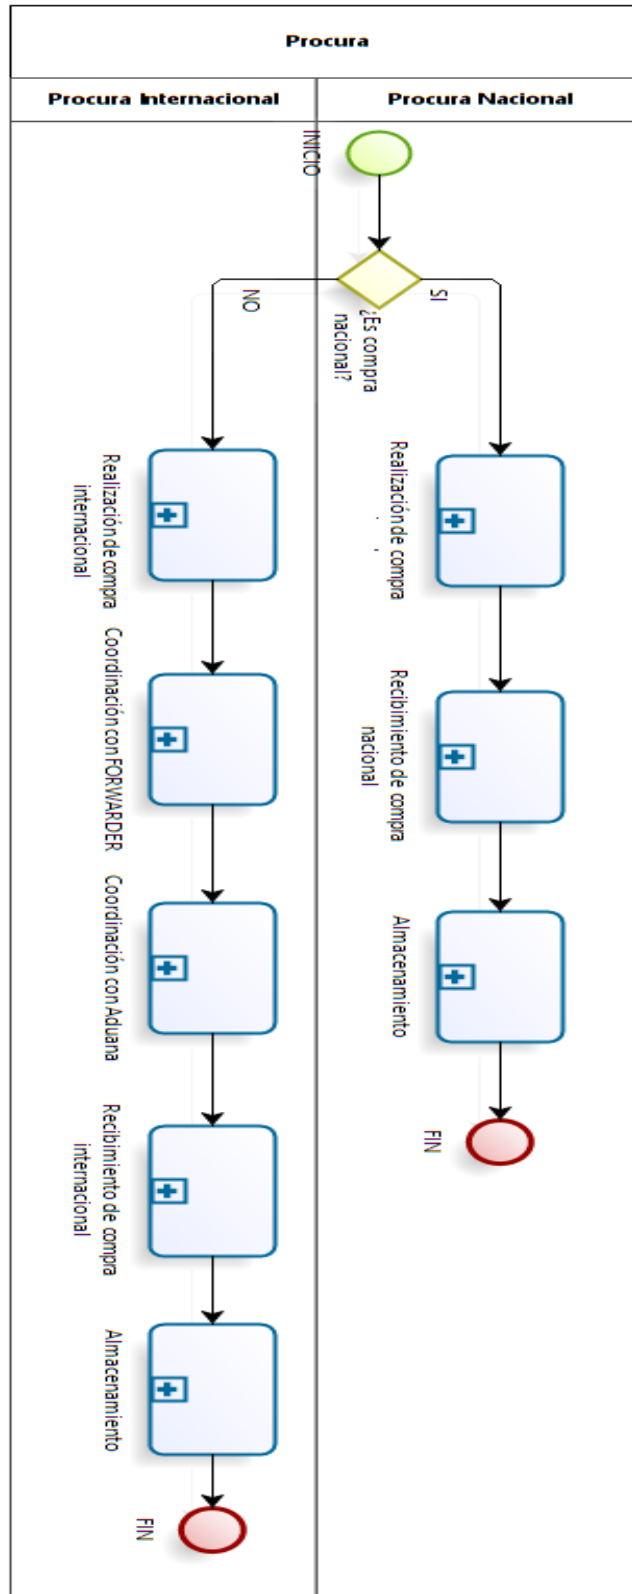 Procura
Procura Internacional
Procura Nacional
INICIO
¿Es compra
nacional?
SI
NO
Realización de compra
Recibimiento de compra
nacional
Almacenamiento
FIN
Realización de compra
internacional
Coordinación con FORWARDER
Coordinación con Aduana
Recibimiento de compra
internacional
Almacenamiento
FIN